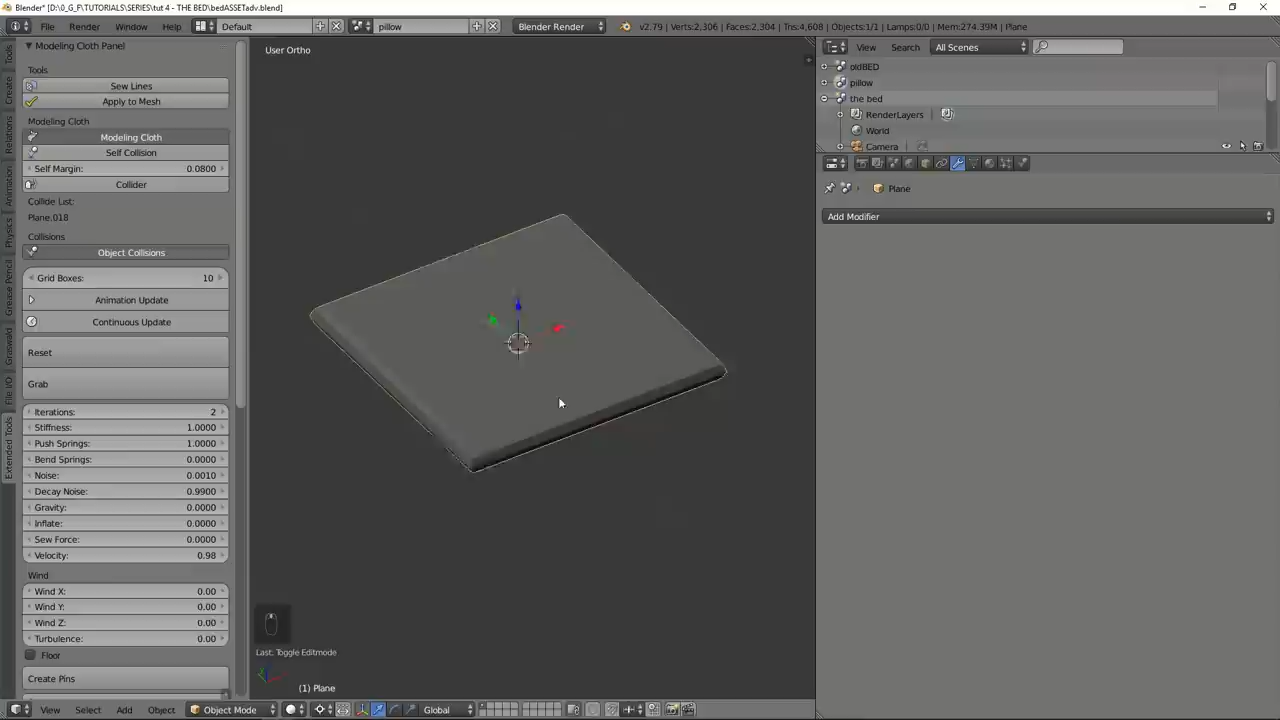 Blender* [D:\0_G_F\TUTORIALS\SERIES\tut 4 - THE BED\bedASSETadv.blend]
File Render Window Help Default pillow Blender Render v2.79 | Verts:2,306 | Faces:2,304 | Tris:4,608 | Objects:1/1 | Lamps:0/0 | Mem:274.39M | Plane
Modeling Cloth Panel
Tools
Sew Lines
Apply to Mesh
Modeling Cloth
Modeling Cloth
Self Collision
Self Margin: 0.0800
Collider
Collide List:
Plane.018
Collisions
Object Collisions
Grid Boxes: 10
Animation Update
Continuous Update
Reset
Grab
Iterations: 2
Stiffness: 1.0000
Push Springs: 1.0000
Bend Springs: 0.0000
Noise: 0.0010
Decay Noise: 0.9900
Gravity: 0.0000
Inflate: 0.0000
Sew Force: 0.0000
Velocity: 0.98
Wind
Wind X: 0.00
Wind Y: 0.00
Wind Z: 0.00
Turbulence: 0.00
Floor
Create Pins
Tools
Create
Relations
Animation
Physics
Grease Pencil
Graswald
File I/O
Extended Tools
User Ortho
Last: Toggle Editmode
(1) Plane
View Select Add Object Object Mode Global
View Search All Scenes
oldBED
pillow
the bed
RenderLayers
World
Camera
Plane
Add Modifier